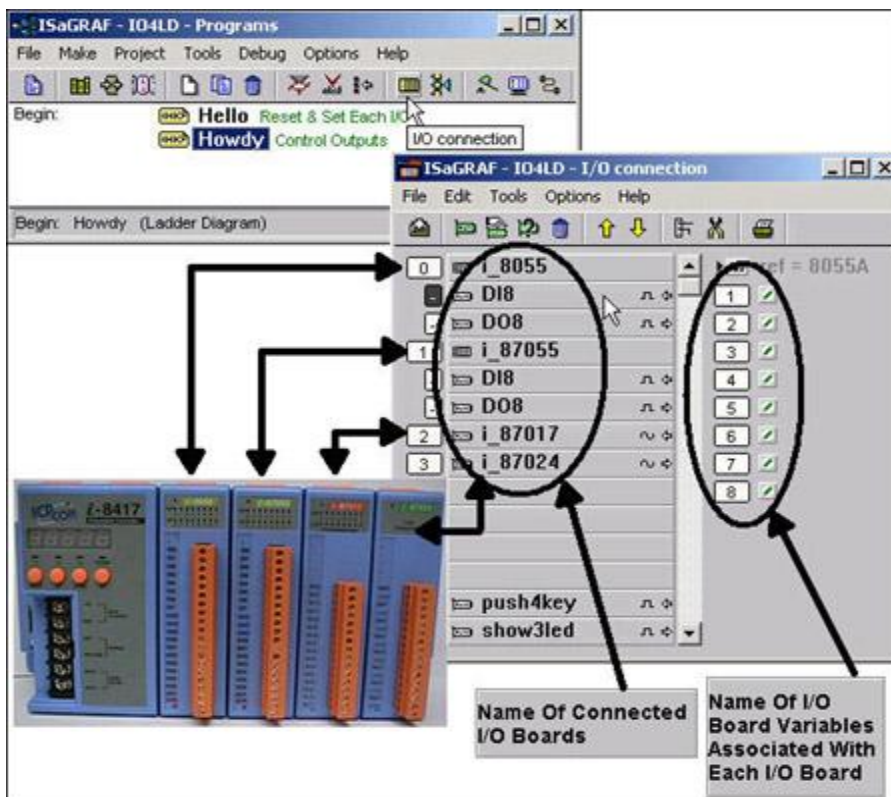 ISaGRAF - IO4LD - Programs
File Make Project Tools Debug Options Help
Begin: Hello Reset & Set Each I/O
Howdy Control Outputs
I/O connection
Begin: Howdy (Ladder Diagram)
ISaGRAF - IO4LD - I/O connection
File Edit Tools Options Help
0 i_8055
ref = 8055A
DI8 1
DO8 2
1 i_87055 3
DI8 4
DO8 5
2 i_87017 6
3 i_87024 7
8
push4key
show3led
i-8417
Name Of Connected
I/O Boards
Name Of I/O
Board Variables
Associated With
Each I/O Board